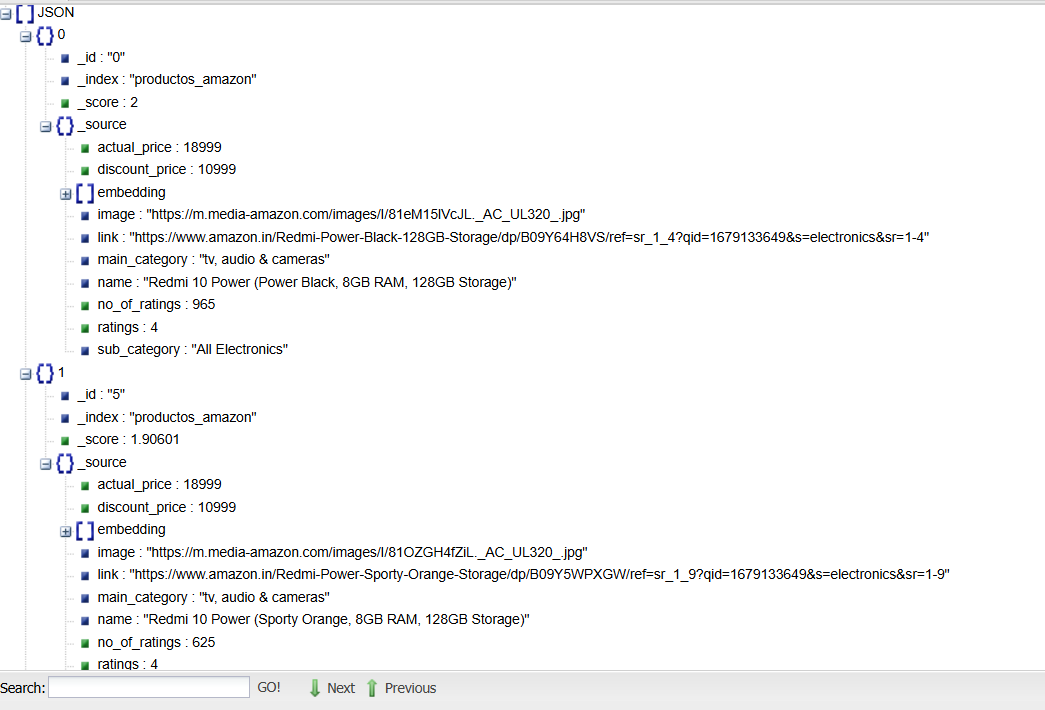 JSON
0
_id : "0"
_index : "productos_amazon"
_score : 2
_source
actual_price : 18999
discount_price : 10999
embedding
image : "https://m.media-amazon.com/images/I/81eM15lVcJL._AC_UL320_.jpg"
link : "https://www.amazon.in/Redmi-Power-Black-128GB-Storage/dp/B09Y64H8VS/ref=sr_1_4?qid=1679133649&s=electronics&sr=1-4"
main_category : "tv, audio & cameras"
name : "Redmi 10 Power (Power Black, 8GB RAM, 128GB Storage)"
no_of_ratings : 965
ratings : 4
sub_category : "All Electronics"
1
_id : "5"
_index : "productos_amazon"
_score : 1.90601
_source
actual_price : 18999
discount_price : 10999
embedding
image : "https://m.media-amazon.com/images/I/81OZGH4fZiL._AC_UL320_.jpg"
link : "https://www.amazon.in/Redmi-Power-Sporty-Orange-Storage/dp/B09Y5WPXGW/ref=sr_1_9?qid=1679133649&s=electronics&sr=1-9"
main_category : "tv, audio & cameras"
name : "Redmi 10 Power (Sporty Orange, 8GB RAM, 128GB Storage)"
no_of_ratings : 625
ratings : 4
Search: GO! Next Previous